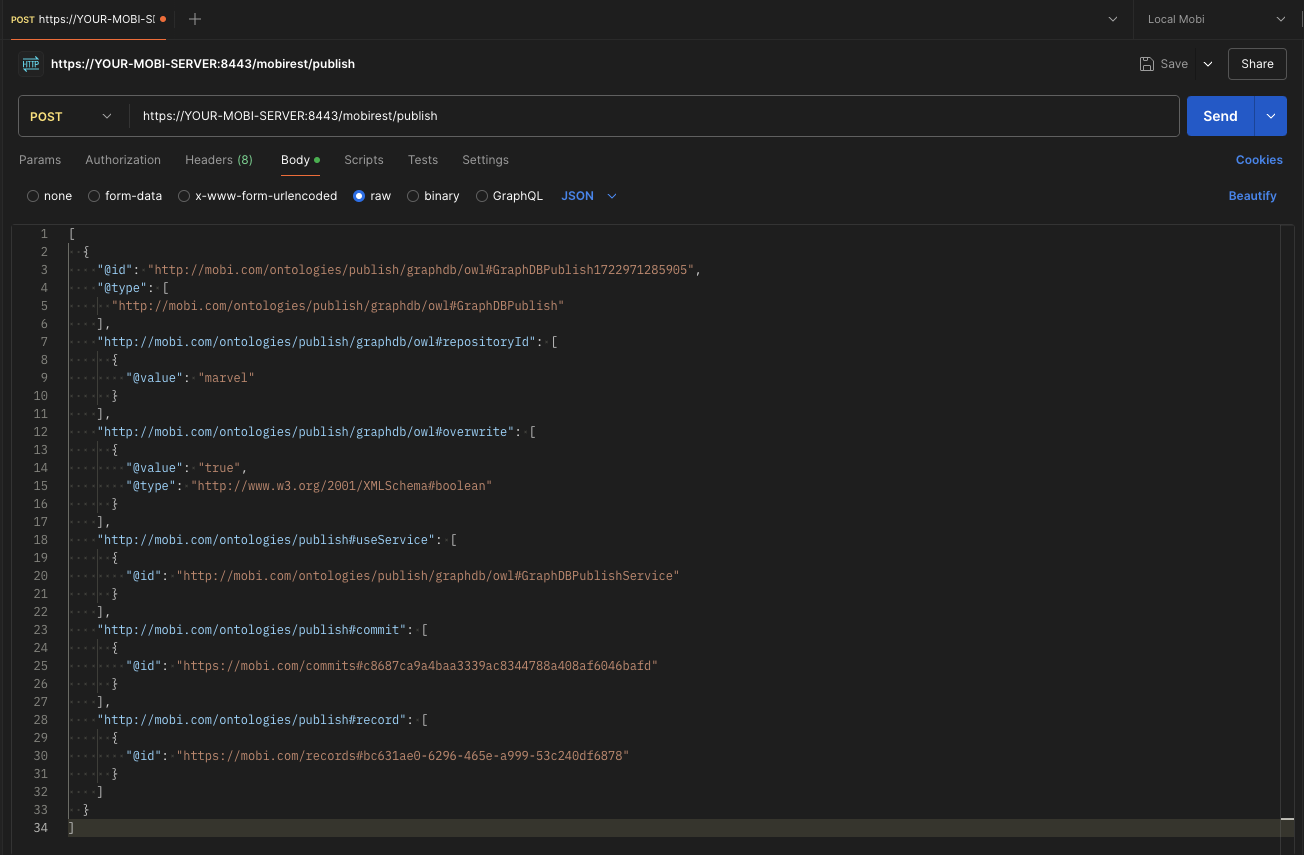 POST https://YOUR-MOBI-SE
Local Mobi
HTTP https://YOUR-MOBI-SERVER:8443/mobirest/publish
Save
Share
POST https://YOUR-MOBI-SERVER:8443/mobirest/publish
Send
Params Authorization Headers (8) Body Scripts Tests Settings Cookies
none form-data x-www-form-urlencoded raw binary GraphQL JSON Beautify
1 [
2 {
3 "@id": "http://mobi.com/ontologies/publish/graphdb/owl#GraphDBPublish1722971285905",
4 "@type": [
5 "http://mobi.com/ontologies/publish/graphdb/owl#GraphDBPublish"
6 ],
7 "http://mobi.com/ontologies/publish/graphdb/owl#repositoryId": [
8 {
9 "@value": "marvel"
10 }
11 ],
12 "http://mobi.com/ontologies/publish/graphdb/owl#overwrite": [
13 {
14 "@value": "true",
15 "@type": "http://www.w3.org/2001/XMLSchema#boolean"
16 }
17 ],
18 "http://mobi.com/ontologies/publish#useService": [
19 {
20 "@id": "http://mobi.com/ontologies/publish/graphdb/owl#GraphDBPublishService"
21 }
22 ],
23 "http://mobi.com/ontologies/publish#commit": [
24 {
25 "@id": "https://mobi.com/commits#c8687ca9a4baa3339ac8344788a408af6046bafd"
26 }
27 ],
28 "http://mobi.com/ontologies/publish#record": [
29 {
30 "@id": "https://mobi.com/records#bc631ae0-6296-465e-a999-53c240df6878"
31 }
32 ]
33 }
34 ]